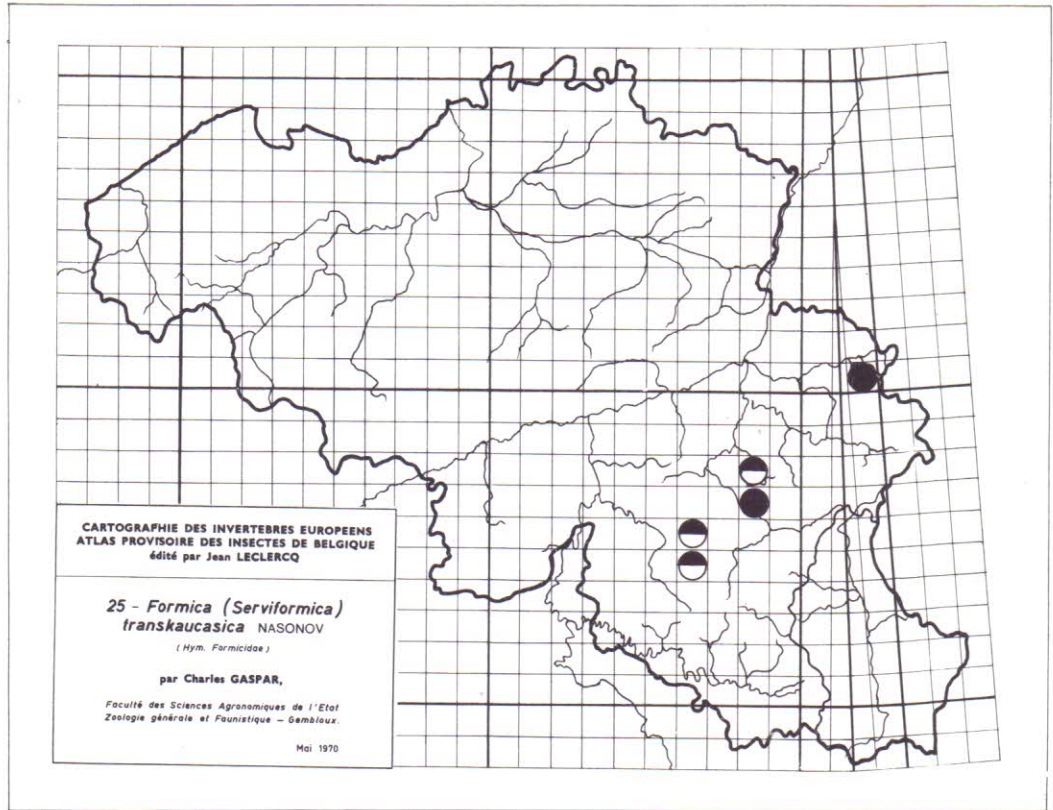 CARTOGRAPHIE DES INVERTEBRES EUROPEENS
ATLAS PROVISOIRE DES INSECTES DE BELGIQUE
édité par Jean LECLERCQ
25 - Formica (Serviformica)
transkaucasica NASONOV
(Hym. Formicidae)
par Charles GASPAR,
Faculté des Sciences Agronomiques de l'Etat
Zoologie générale et Faunistique - Gembloux.
Mai 1970